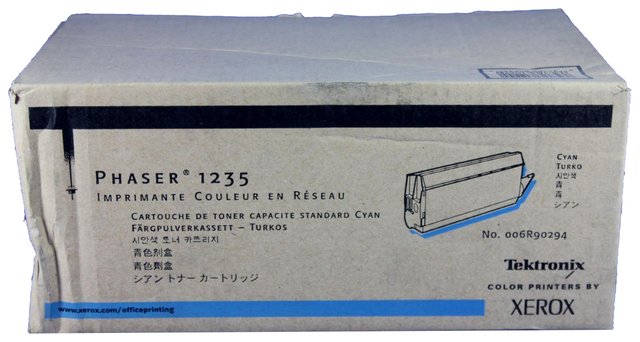 PHASER® 1235
IMPRIMANTE COULEUR EN RÉSEAU
CARTOUCHE DE TONER CAPACITE STANDARD CYAN
FÄRGPULVERKASSETT – TURKOS
시안색 토너 카트리지
青色剂盒
青色劑盒
シアン トナー カートリッジ
www.xerox.com/officeprinting
CYAN
TURKO
시안색
青
青
シアン
No. 006R90294
Tektronix
COLOR PRINTERS BY
XEROX